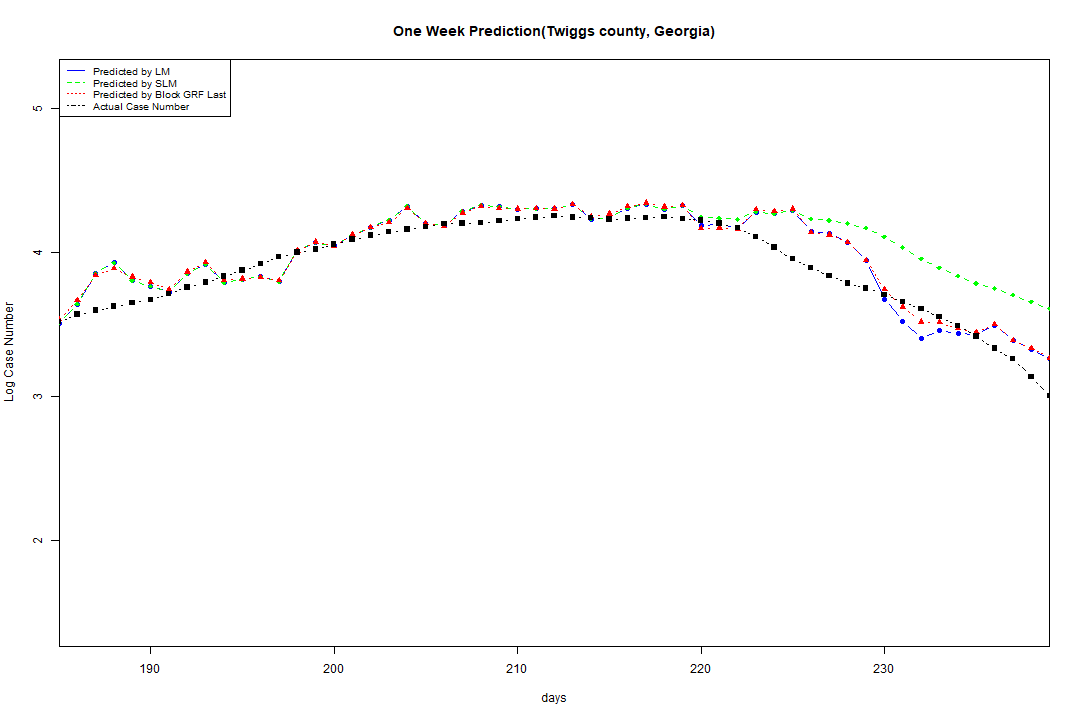 One Week Prediction(Twiggs county, Georgia)
Predicted by LM
Predicted by SLM
Predicted by Block GRF Last
Actual Case Number
5
4
3
2
Log Case Number
190
200
210
220
230
days